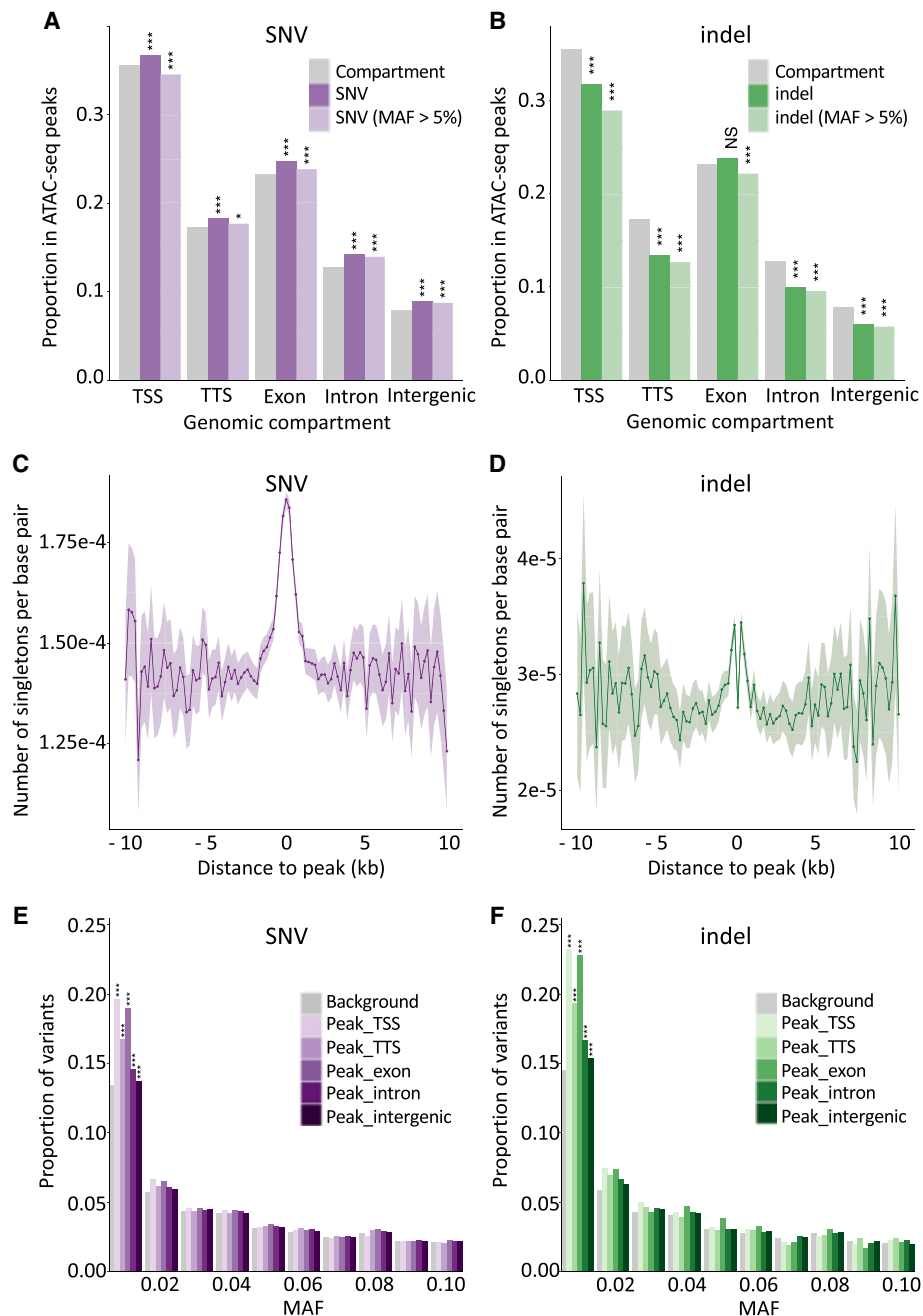 A
SNV
Compartment
SNV
SNV (MAF > 5%)
Proportion in ATAC-seq peaks
0.3
0.2
0.1
0.0
*** *** *** * *** *** *** *** *** ***
TSS TTS Exon Intron Intergenic
Genomic compartment
B
indel
Compartment
indel
indel (MAF > 5%)
Proportion in ATAC-seq peaks
0.3
0.2
0.1
0.0
*** *** *** *** NS *** *** *** *** ***
TSS TTS Exon Intron Intergenic
Genomic compartment
C
SNV
Number of singletons per base pair
1.75e-4
1.50e-4
1.25e-4
- 10 - 5 0 5 10
Distance to peak (kb)
D
indel
Number of singletons per base pair
4e-5
3e-5
2e-5
- 10 - 5 0 5 10
Distance to peak (kb)
E
SNV
Background
Peak_TSS
Peak_TTS
Peak_exon
Peak_intron
Peak_intergenic
Proportion of variants
0.25
0.20
0.15
0.10
0.05
0.00
*** *** *** *** ***
0.02 0.04 0.06 0.08 0.10
MAF
F
indel
Background
Peak_TSS
Peak_TTS
Peak_exon
Peak_intron
Peak_intergenic
Proportion of variants
0.25
0.20
0.15
0.10
0.05
0.00
*** *** *** *** ***
0.02 0.04 0.06 0.08 0.10
MAF